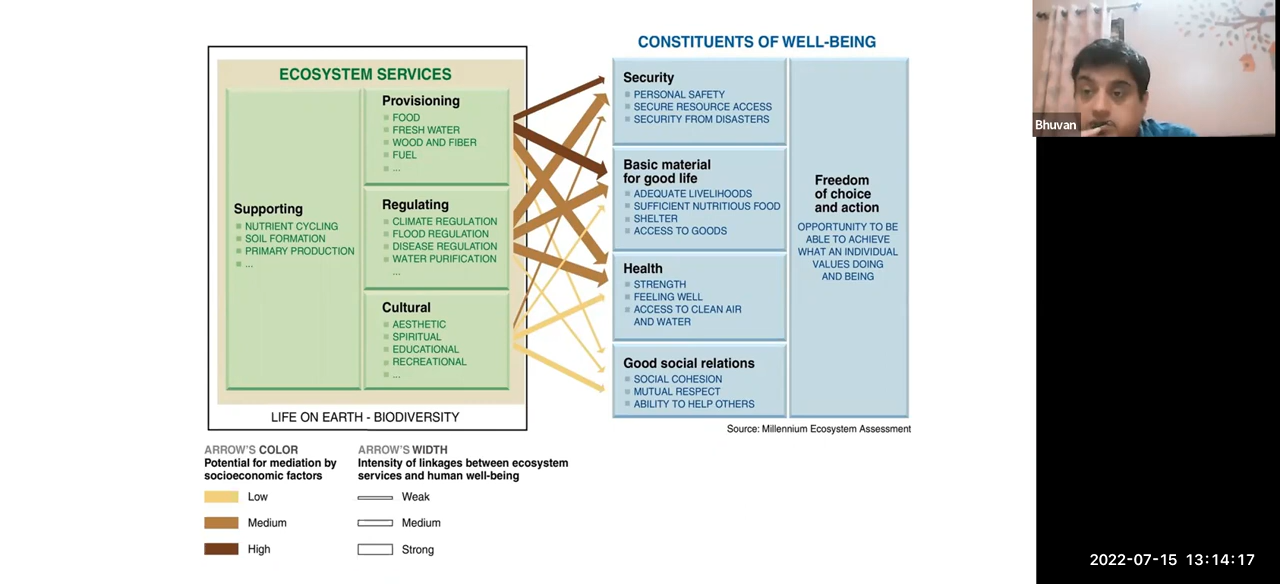 CONSTITUENTS OF WELL-BEING
ECOSYSTEM SERVICES
Supporting
NUTRIENT CYCLING
SOIL FORMATION
PRIMARY PRODUCTION
...
Provisioning
FOOD
FRESH WATER
WOOD AND FIBER
FUEL
...
Regulating
CLIMATE REGULATION
FLOOD REGULATION
DISEASE REGULATION
WATER PURIFICATION
...
Cultural
AESTHETIC
SPIRITUAL
EDUCATIONAL
RECREATIONAL
...
LIFE ON EARTH - BIODIVERSITY
Security
PERSONAL SAFETY
SECURE RESOURCE ACCESS
SECURITY FROM DISASTERS
Basic material
for good life
ADEQUATE LIVELIHOODS
SUFFICIENT NUTRITIOUS FOOD
SHELTER
ACCESS TO GOODS
Health
STRENGTH
FEELING WELL
ACCESS TO CLEAN AIR
AND WATER
Good social relations
SOCIAL COHESION
MUTUAL RESPECT
ABILITY TO HELP OTHERS
Freedom
of choice
and action
OPPORTUNITY TO BE
ABLE TO ACHIEVE
WHAT AN INDIVIDUAL
VALUES DOING
AND BEING
Source: Millennium Ecosystem Assessment
ARROW'S COLOR
Potential for mediation by
socioeconomic factors
Low
Medium
High
ARROW'S WIDTH
Intensity of linkages between ecosystem
services and human well-being
Weak
Medium
Strong
Bhuvan
2022-07-15 13:14:17